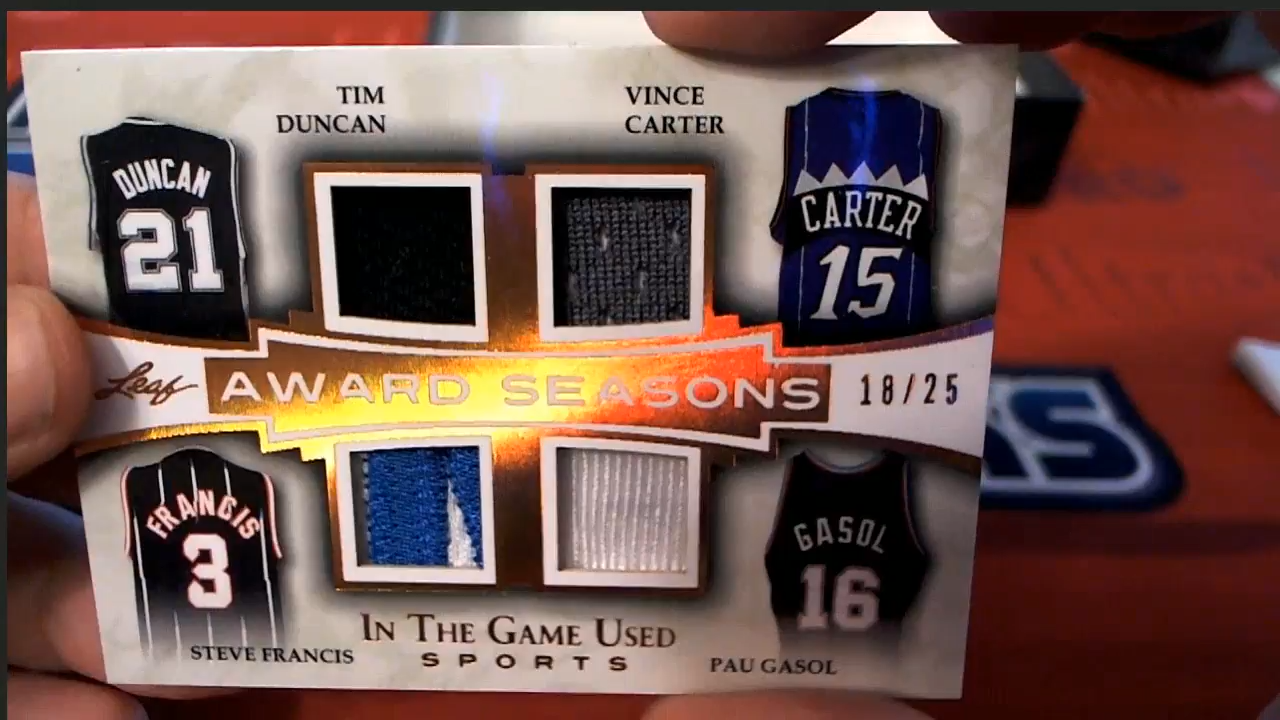 TIM
DUNCAN
VINCE
CARTER
DUNCAN
21
CARTER
15
Leaf
AWARD SEASONS
18/25
FRANCIS
3
GASOL
16
IN THE GAME USED
SPORTS
STEVE FRANCIS
PAU GASOL